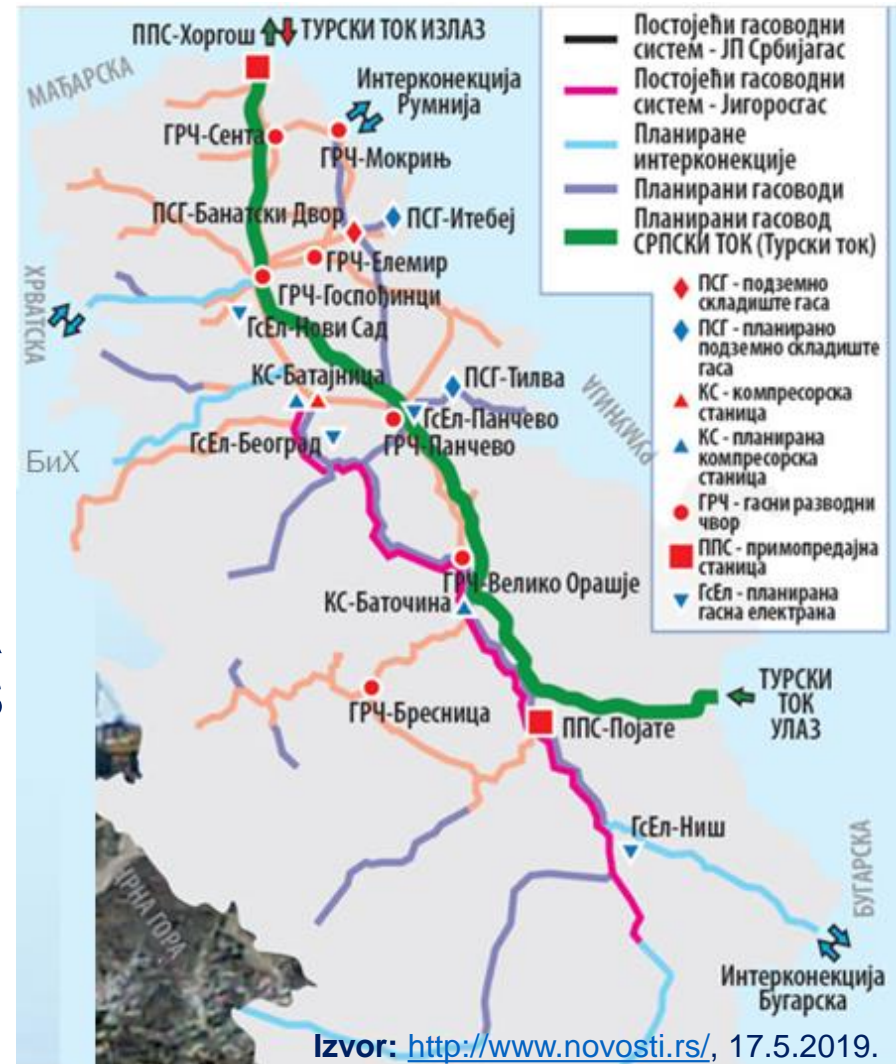 ППС-Хоргош
ТУРСКИ ТОК ИЗЛАЗ
МАЂАРСКА
Интерконекција
Румнија
ГРЧ-Сента
ГРЧ-Мокрињ
ПСГ-Банатски Двор
ПСГ-Итебеј
ГРЧ-Елемир
ХРВАТСКА
ГРЧ-Госпођинци
ГсЕл-Нови Сад
КС-Батајница
ПСГ-Тилва
РУМУНИЈА
ГсЕл-Панчево
ГсЕл-Београд
ГРЧ-Панчево
БиХ
ГРЧ-Велико Орашје
КС-Баточина
ГРЧ-Бресница
ППС-Појате
ТУРСКИ
ТОК
УЛАЗ
ГсЕл-Ниш
БУГАРСКА
ЦРНА ГОРА
Интерконекција
Бугарска
Постојећи гасоводни
систем - ЈП Србијагас
Постојећи гасоводни
систем - Јигоросгас
Планиране
интерконекције
Планирани гасоводи
Планирани гасовод
СРПСКИ ТОК (Турски ток)
ПСГ - подземно
складиште гаса
ПСГ - планирано
подземно складиште
гаса
КС - компресорска
станица
КС - планирана
компресорска
станица
ГРЧ - гасни разводни
чвор
ППС - примопредајна
станица
ГсЕл - планирана
гасна електрана
Izvor: http://www.novosti.rs/, 17.5.2019.